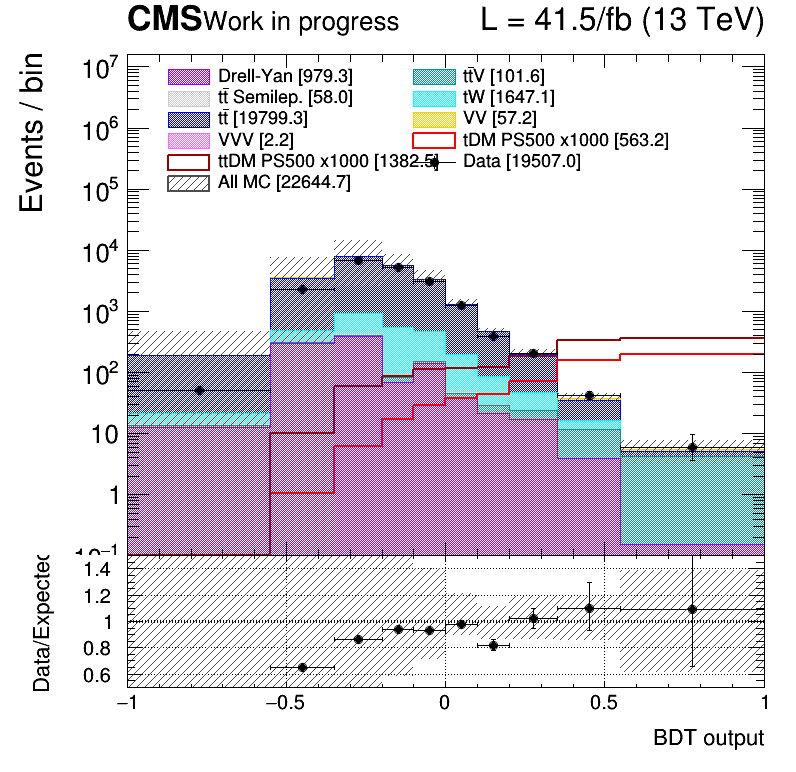 CMS Work in progress L = 41.5/fb (13 TeV)
Events / bin
10⁷
10⁶
10⁵
10⁴
10³
10²
10
1
10⁻¹
Drell-Yan [979.3] tt̄V [101.6]
tt̄ Semilep. [58.0] tW [1647.1]
tt̄ [19799.3] VV [57.2]
VVV [2.2] tDM PS500 x1000 [563.2]
ttDM PS500 x1000 [1382.5] Data [19507.0]
All MC [22644.7]
Data/Expected
1.4
1.2
1
0.8
0.6
−1 −0.5 0 0.5 1
BDT output